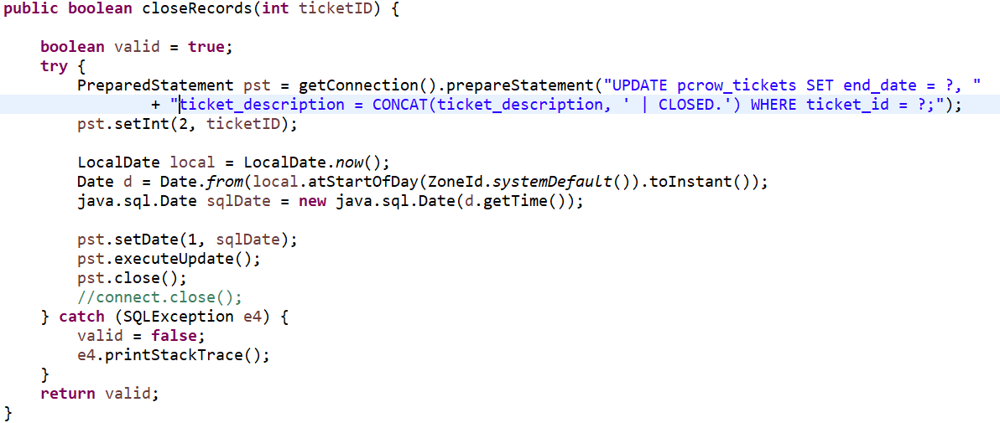 public boolean closeRecords(int ticketID) {
boolean valid = true;
try {
PreparedStatement pst = getConnection().prepareStatement("UPDATE pcrow_tickets SET end_date = ?, "
+ "ticket_description = CONCAT(ticket_description, ' | CLOSED.') WHERE ticket_id = ?;");
pst.setInt(2, ticketID);
LocalDate local = LocalDate.now();
Date d = Date.from(local.atStartOfDay(ZoneId.systemDefault()).toInstant());
java.sql.Date sqlDate = new java.sql.Date(d.getTime());
pst.setDate(1, sqlDate);
pst.executeUpdate();
pst.close();
//connect.close();
} catch (SQLException e4) {
valid = false;
e4.printStackTrace();
}
return valid;
}